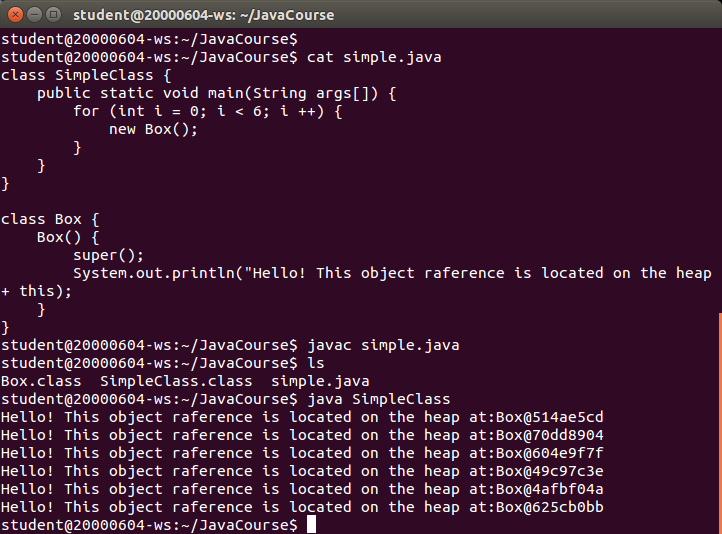 student@20000604-ws: ~/JavaCourse
student@20000604-ws:~/JavaCourse$
student@20000604-ws:~/JavaCourse$ cat simple.java
class SimpleClass {
    public static void main(String args[]) {
        for (int i = 0; i < 6; i ++) {
            new Box();
        }
    }
}

class Box {
    Box() {
        super();
        System.out.println("Hello! This object raference is located on the heap
+ this);
    }
}
student@20000604-ws:~/JavaCourse$ javac simple.java
student@20000604-ws:~/JavaCourse$ ls
Box.class  SimpleClass.class  simple.java
student@20000604-ws:~/JavaCourse$ java SimpleClass
Hello! This object raference is located on the heap at:Box@514ae5cd
Hello! This object raference is located on the heap at:Box@70dd8904
Hello! This object raference is located on the heap at:Box@604e9f7f
Hello! This object raference is located on the heap at:Box@49c97c3e
Hello! This object raference is located on the heap at:Box@4afbf04a
Hello! This object raference is located on the heap at:Box@625cb0bb
student@20000604-ws:~/JavaCourse$